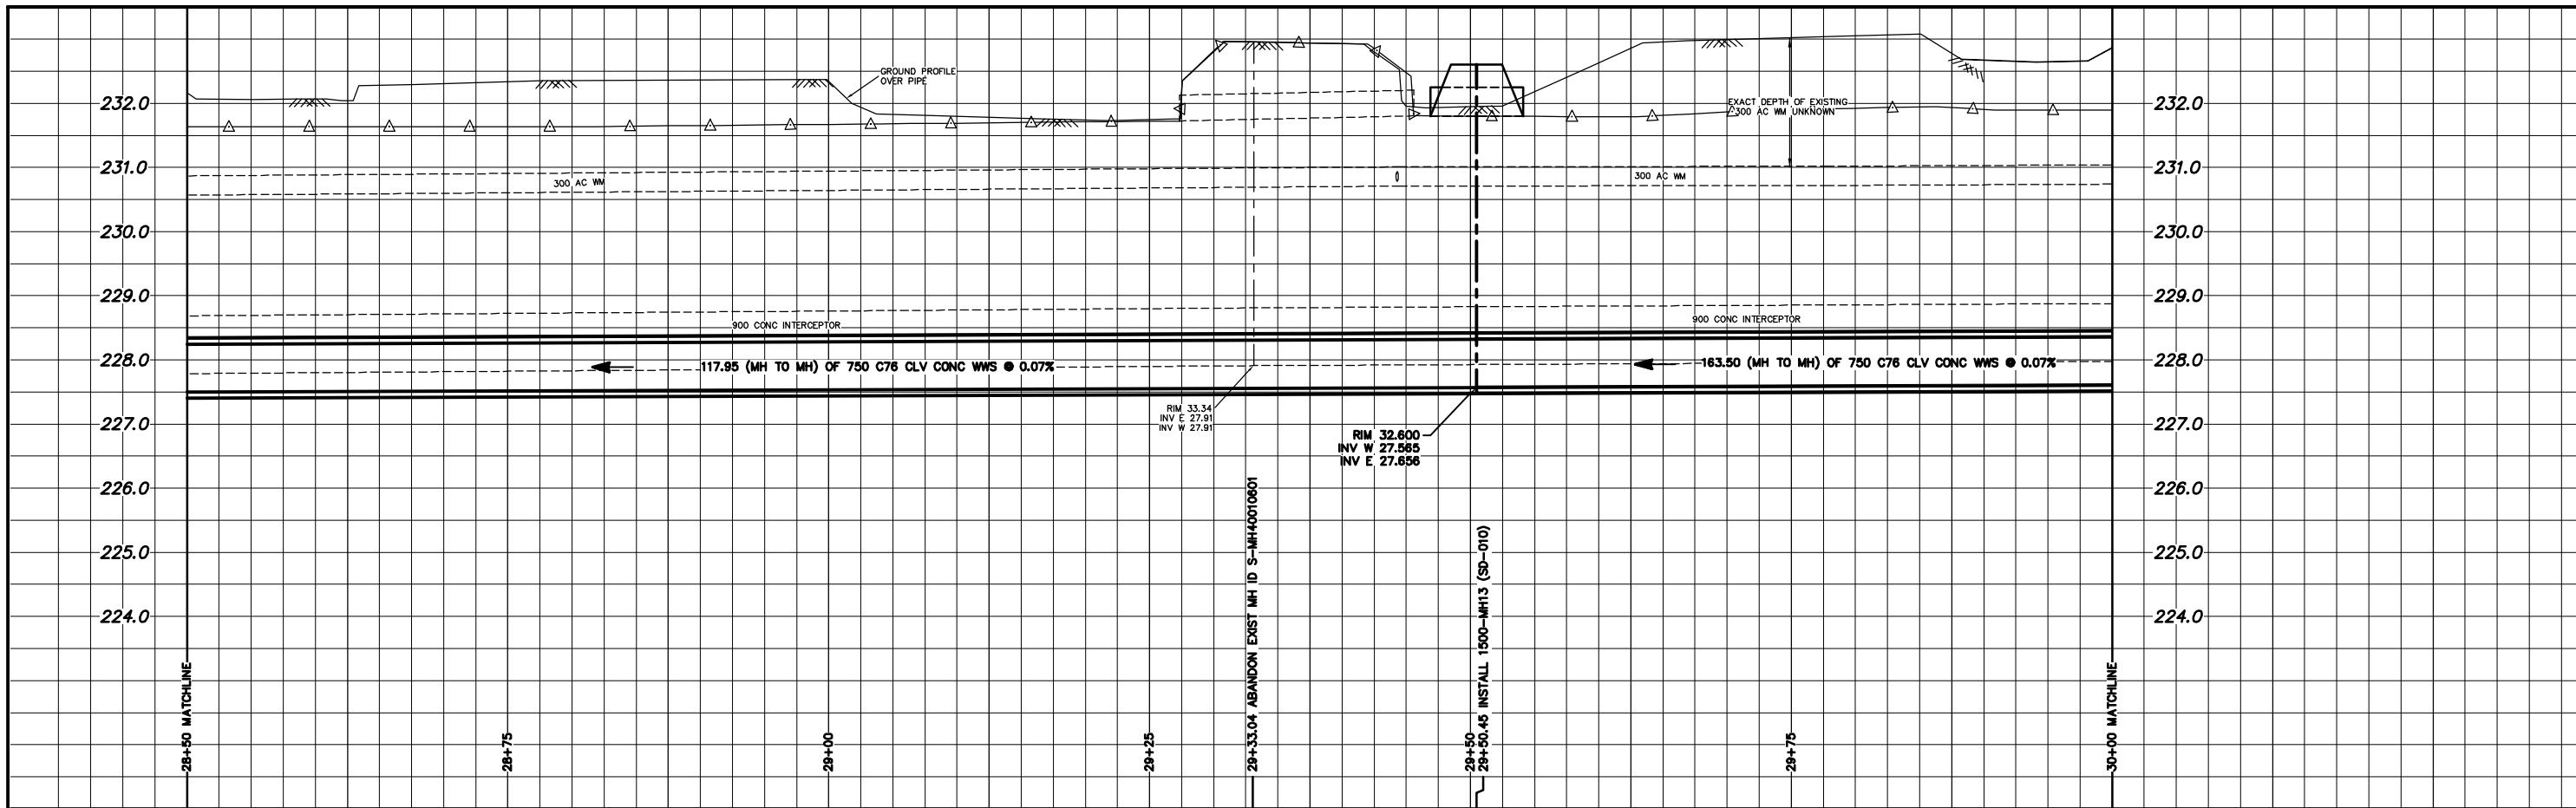 GROUND PROFILE
OVER PIPE
232.0
EXACT DEPTH OF EXISTING
300 AC WM UNKNOWN
232.0
231.0
231.0
300 AC WM
300 AC WM
230.0
230.0
229.0
229.0
900 CONC INTERCEPTOR
900 CONC INTERCEPTOR
228.0
117.95 (MH TO MH) OF 750 C76 CLV CONC WWS @ 0.07%
163.50 (MH TO MH) OF 750 C76 CLV CONC WWS @ 0.07%
228.0
RIM 33.34
INV E 27.91
INV W 27.91
227.0
227.0
RIM 32.600
INV W 27.565
INV E 27.656
226.0
226.0
225.0
225.0
224.0
224.0
28+50 MATCHLINE
28+75
29+00
29+25
29+33.04 ABANDON EXIST MH ID S-MH40010601
29+50
29+50.45 INSTALL 1500-MH13 (SD-010)
29+75
30+00 MATCHLINE